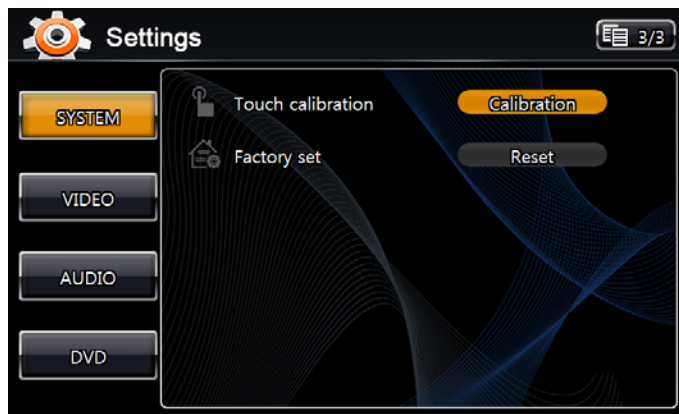 Settings
3/3
SYSTEM
VIDEO
AUDIO
DVD
Touch calibration
Calibration
Factory set
Reset